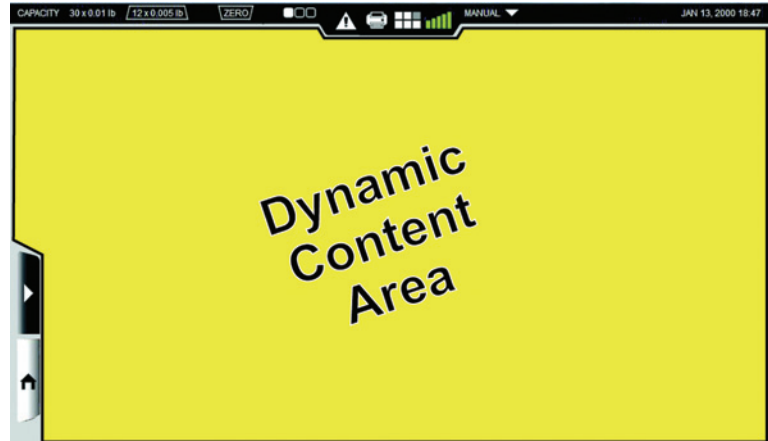 CAPACITY 30 x 0.01 lb 12 x 0.005 lb ZERO MANUAL JAN 13, 2000 18:47
Dynamic
Content
Area